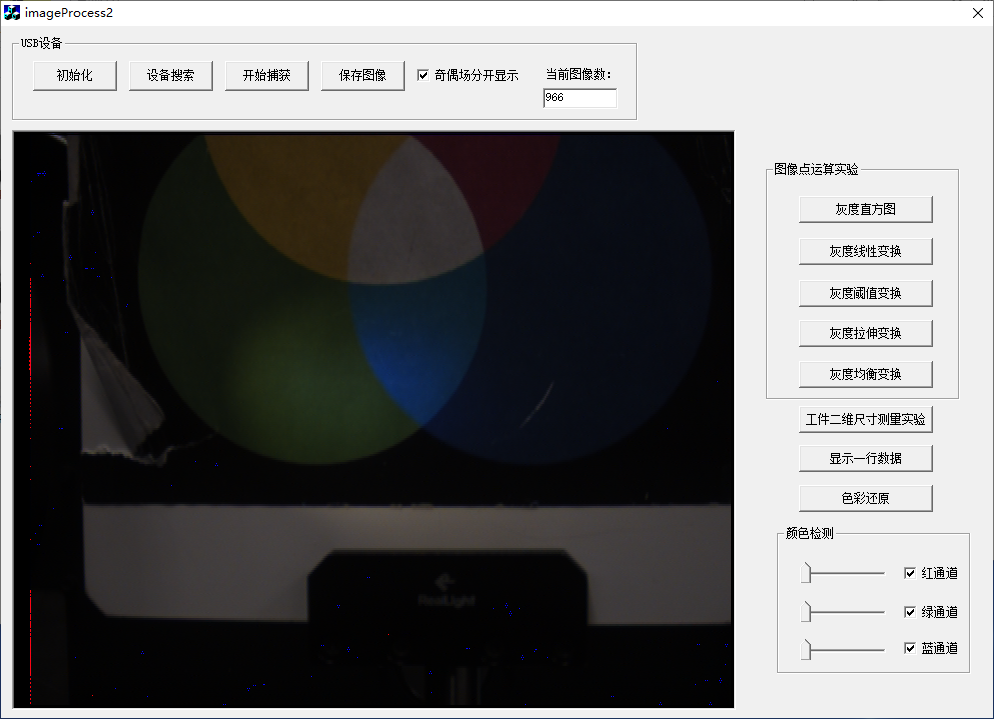 imageProcess2
USB设备
初始化
设备搜索
开始捕获
保存图像
奇偶场分开显示
当前图像数：
966
图像点运算实验
灰度直方图
灰度线性变换
灰度阈值变换
灰度拉伸变换
灰度均衡变换
工件二维尺寸测量实验
显示一行数据
色彩还原
颜色检测
红通道
绿通道
蓝通道
RealLight